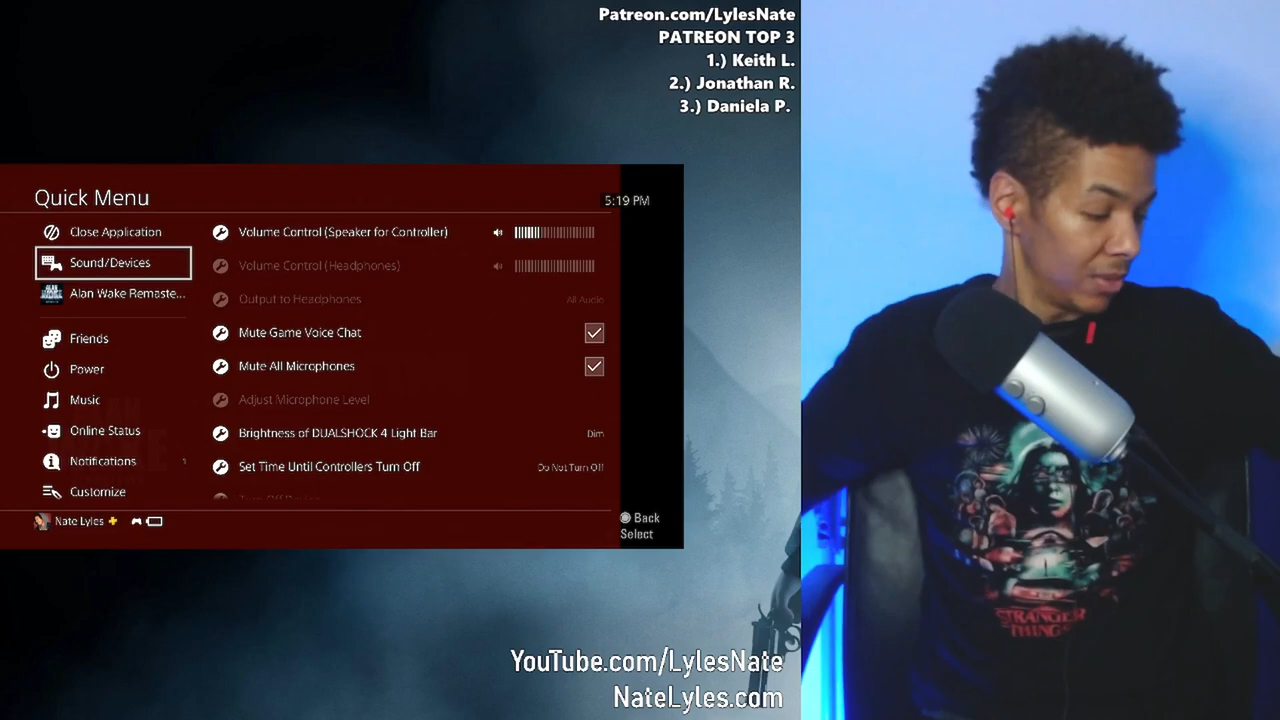 Patreon.com/LylesNate
PATREON TOP 3
1.) Keith L.
2.) Jonathan R.
3.) Daniela P.
Quick Menu
5:19 PM
Close Application
Sound/Devices
Alan Wake Remaste...
Friends
Power
Music
Online Status
Notifications 1
Customize
Volume Control (Speaker for Controller)
Volume Control (Headphones)
Output to Headphones All Audio
Mute Game Voice Chat
Mute All Microphones
Adjust Microphone Level
Brightness of DUALSHOCK 4 Light Bar Dim
Set Time Until Controllers Turn Off Do Not Turn Off
Nate Lyles
Back
Select
STRANGER
THINGS
YouTube.com/LylesNate
NateLyles.com